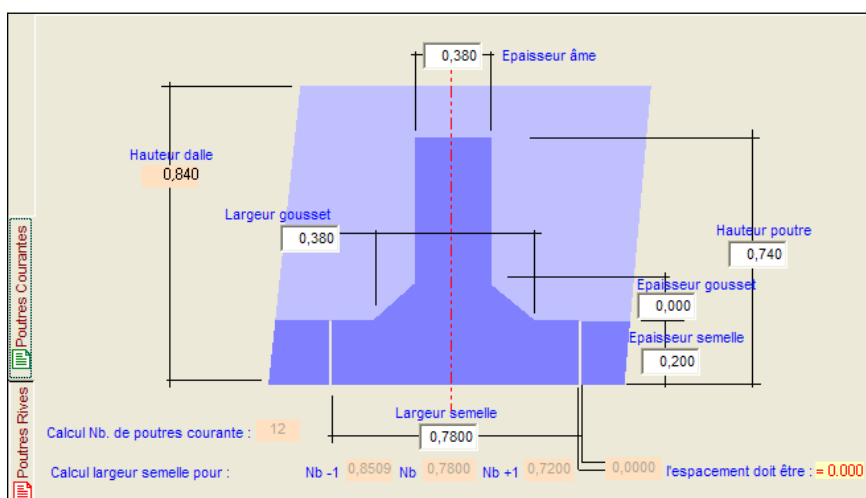 0,380 Epaisseur âme
Hauteur dalle
0,840
Largeur gousset
0,380
Hauteur poutre
0,740
Epaisseur gousset
0,000
Epaisseur semelle
0,200
Poutres Courantes
Poutres Rives
Largeur semelle
0,7800
Calcul Nb. de poutres courante : 12
Calcul largeur semelle pour : Nb -1 0,8509 Nb 0,7800 Nb +1 0,7200 0,0000 l'espacement doit être : = 0.000